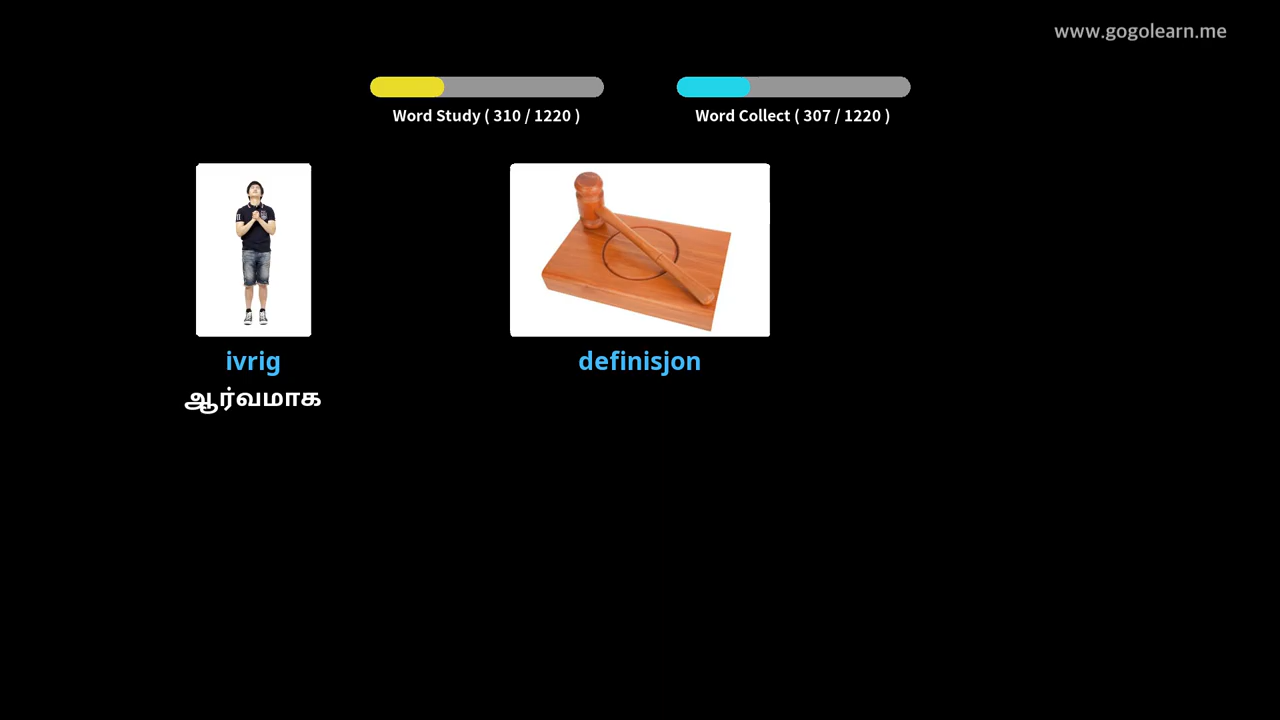 www.gogolearn.me
Word Study ( 310 / 1220 )
Word Collect ( 307 / 1220 )
ivrig
definisjon
ஆர்வமாக